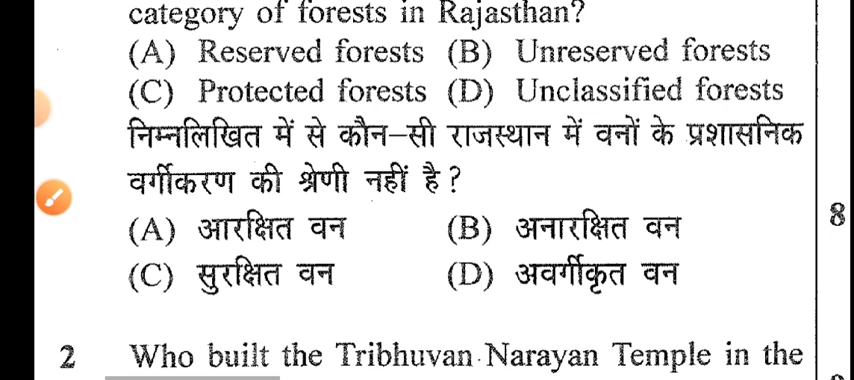 category of forests in Rajasthan?
(A) Reserved forests (B) Unreserved forests
(C) Protected forests (D) Unclassified forests
निम्नलिखित में से कौन–सी राजस्थान में वनों के प्रशासनिक
वर्गीकरण की श्रेणी नहीं है?
(A) आरक्षित वन (B) अनारक्षित वन
(C) सुरक्षित वन (D) अवर्गीकृत वन
8
2 Who built the Tribhuvan Narayan Temple in the